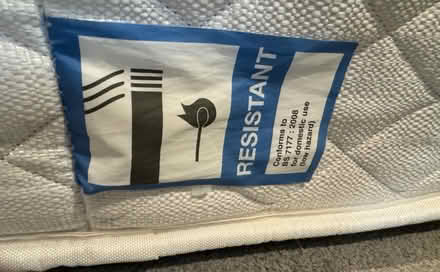 RESISTANT
Conforms to
BS 7177 : 2008
for domestic use
(low hazard)